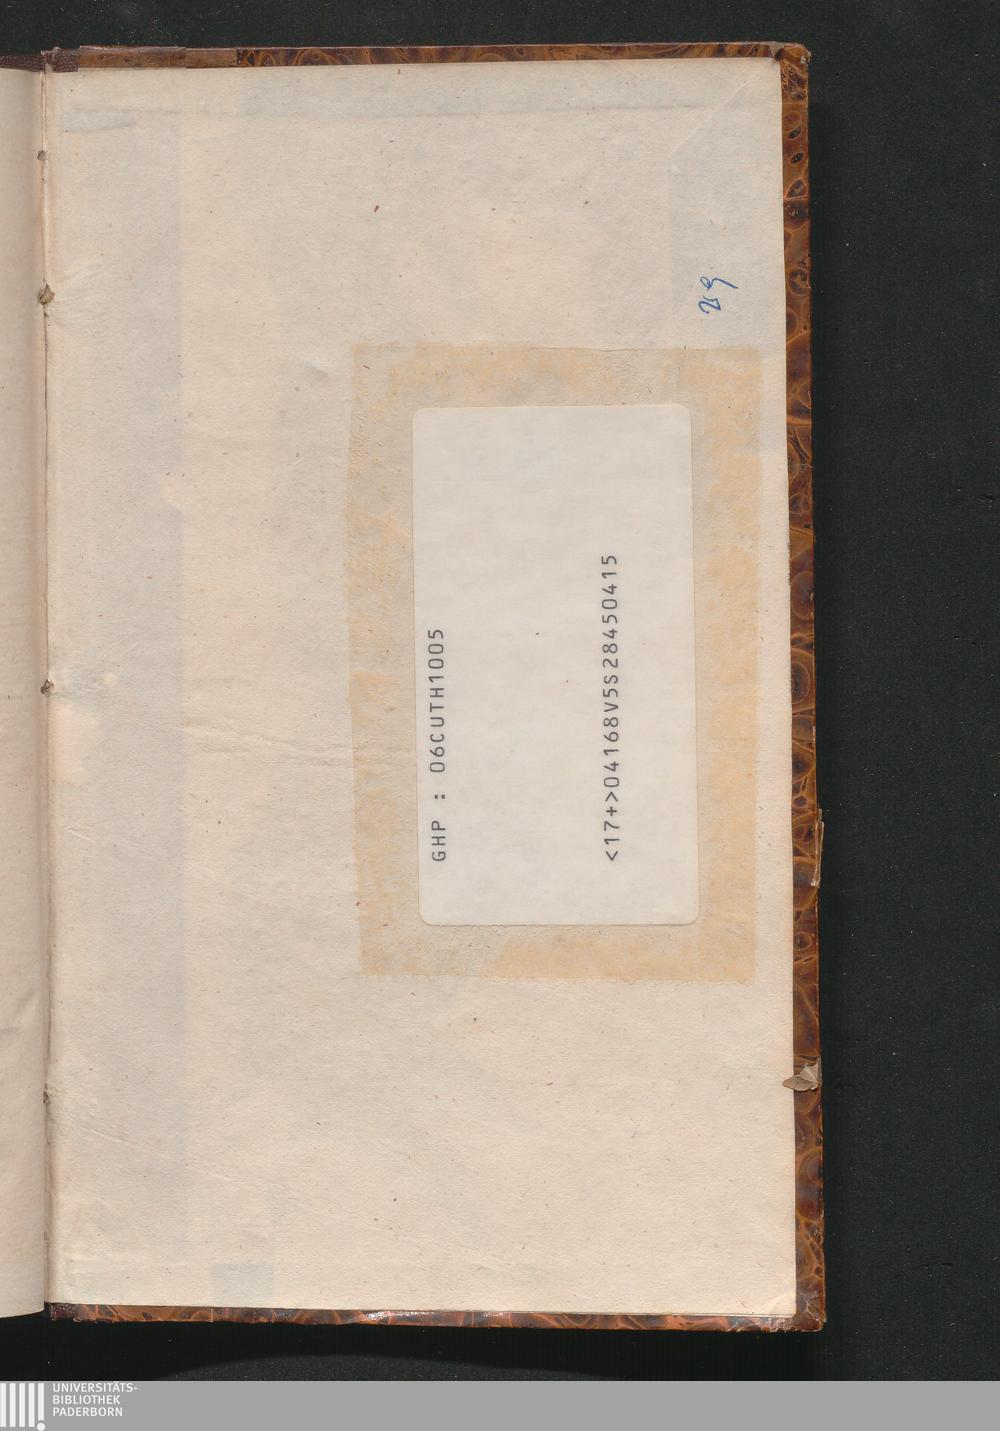 GHP : 06CUTH1005
<17+>04168V5S28450415
UNIVERSITÄTS-
BIBLIOTHEK
PADERBORN